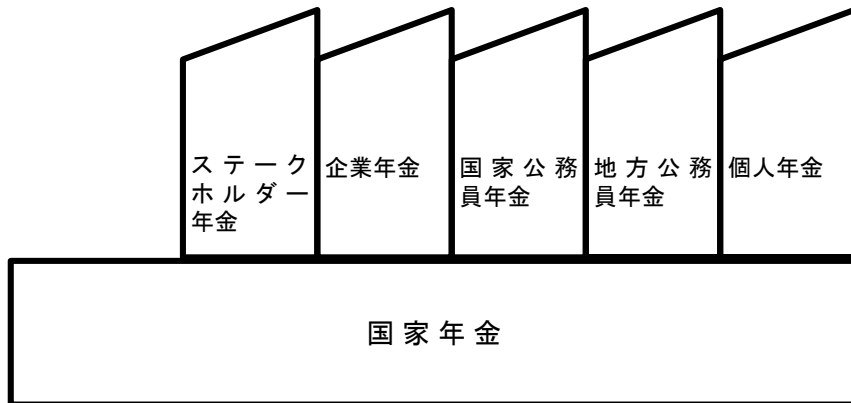 ステーク
ホルダー
年金
企業年金
国家公務
員年金
地方公務
員年金
個人年金
国家年金